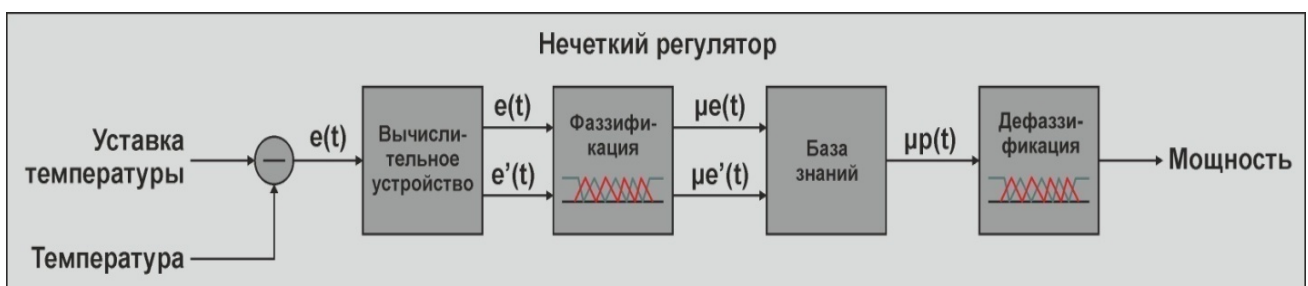 Нечеткий регулятор
Уставка
температуры
e(t)
Вычисли-
тельное
устройство
e(t)
e’(t)
Фаззифи-
кация
μe(t)
μe’(t)
База
знаний
μp(t)
Дефаззи-
фикация
Мощность
Температура